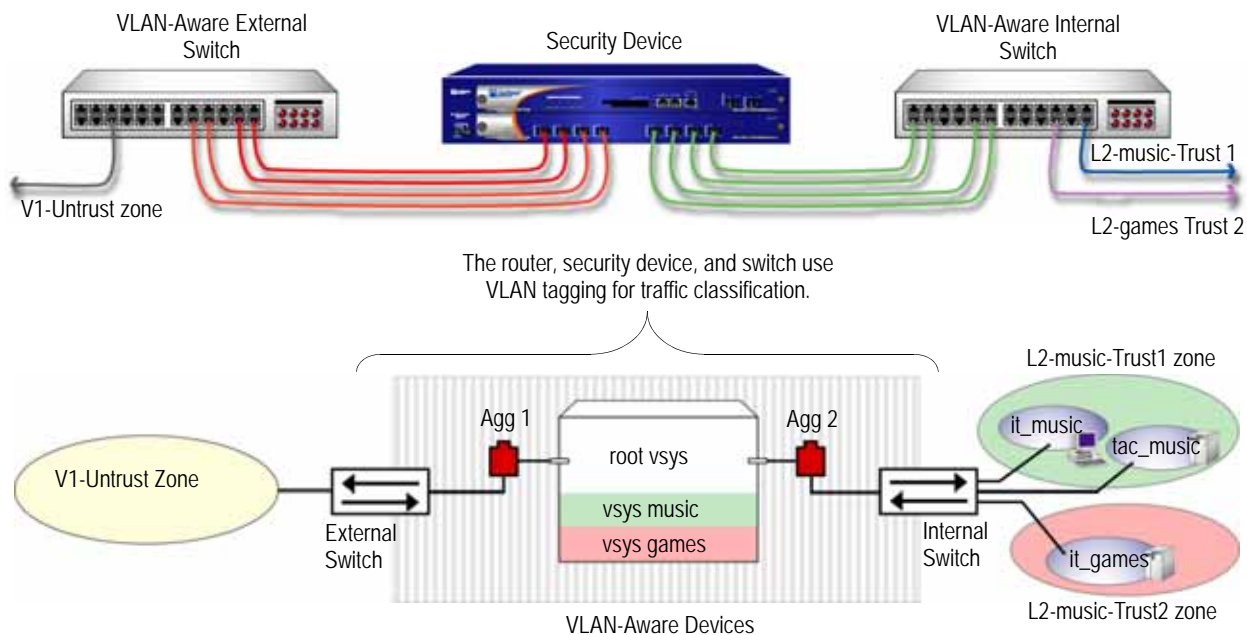 VLAN-Aware External
Switch
Security Device
VLAN-Aware Internal
Switch
V1-Untrust zone
L2-music-Trust 1
L2-games Trust 2
The router, security device, and switch use
VLAN tagging for traffic classification.
L2-music-Trust1 zone
Agg 1
Agg 2
it_music
tac_music
root vsys
V1-Untrust Zone
vsys music
vsys games
External
Switch
Internal
Switch
it_games
L2-music-Trust2 zone
VLAN-Aware Devices